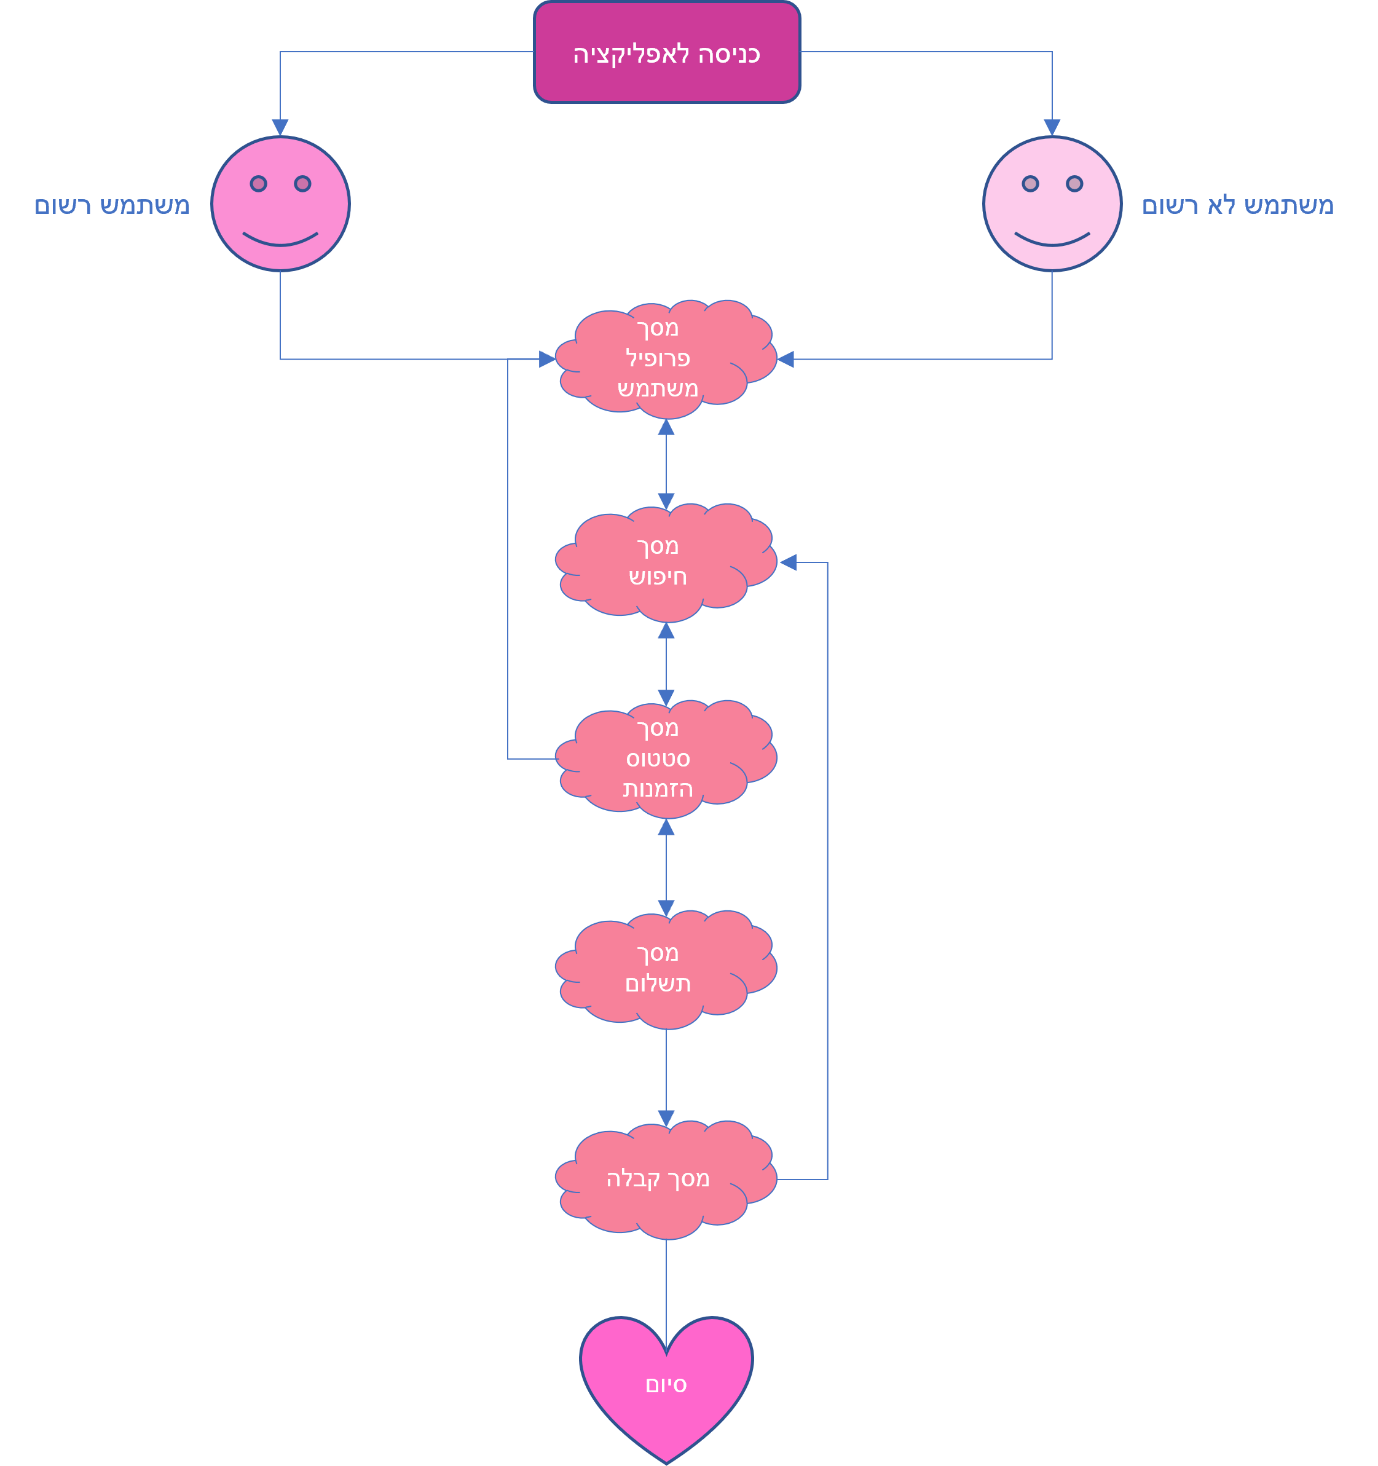 כניסה לאפליקציה
משתמש לא רשום
משתמש רשום
מסך
פרופיל
משתמש
מסך
חיפוש
מסך
סטטוס
הזמנות
מסך
תשלום
מסך קבלה
סיום